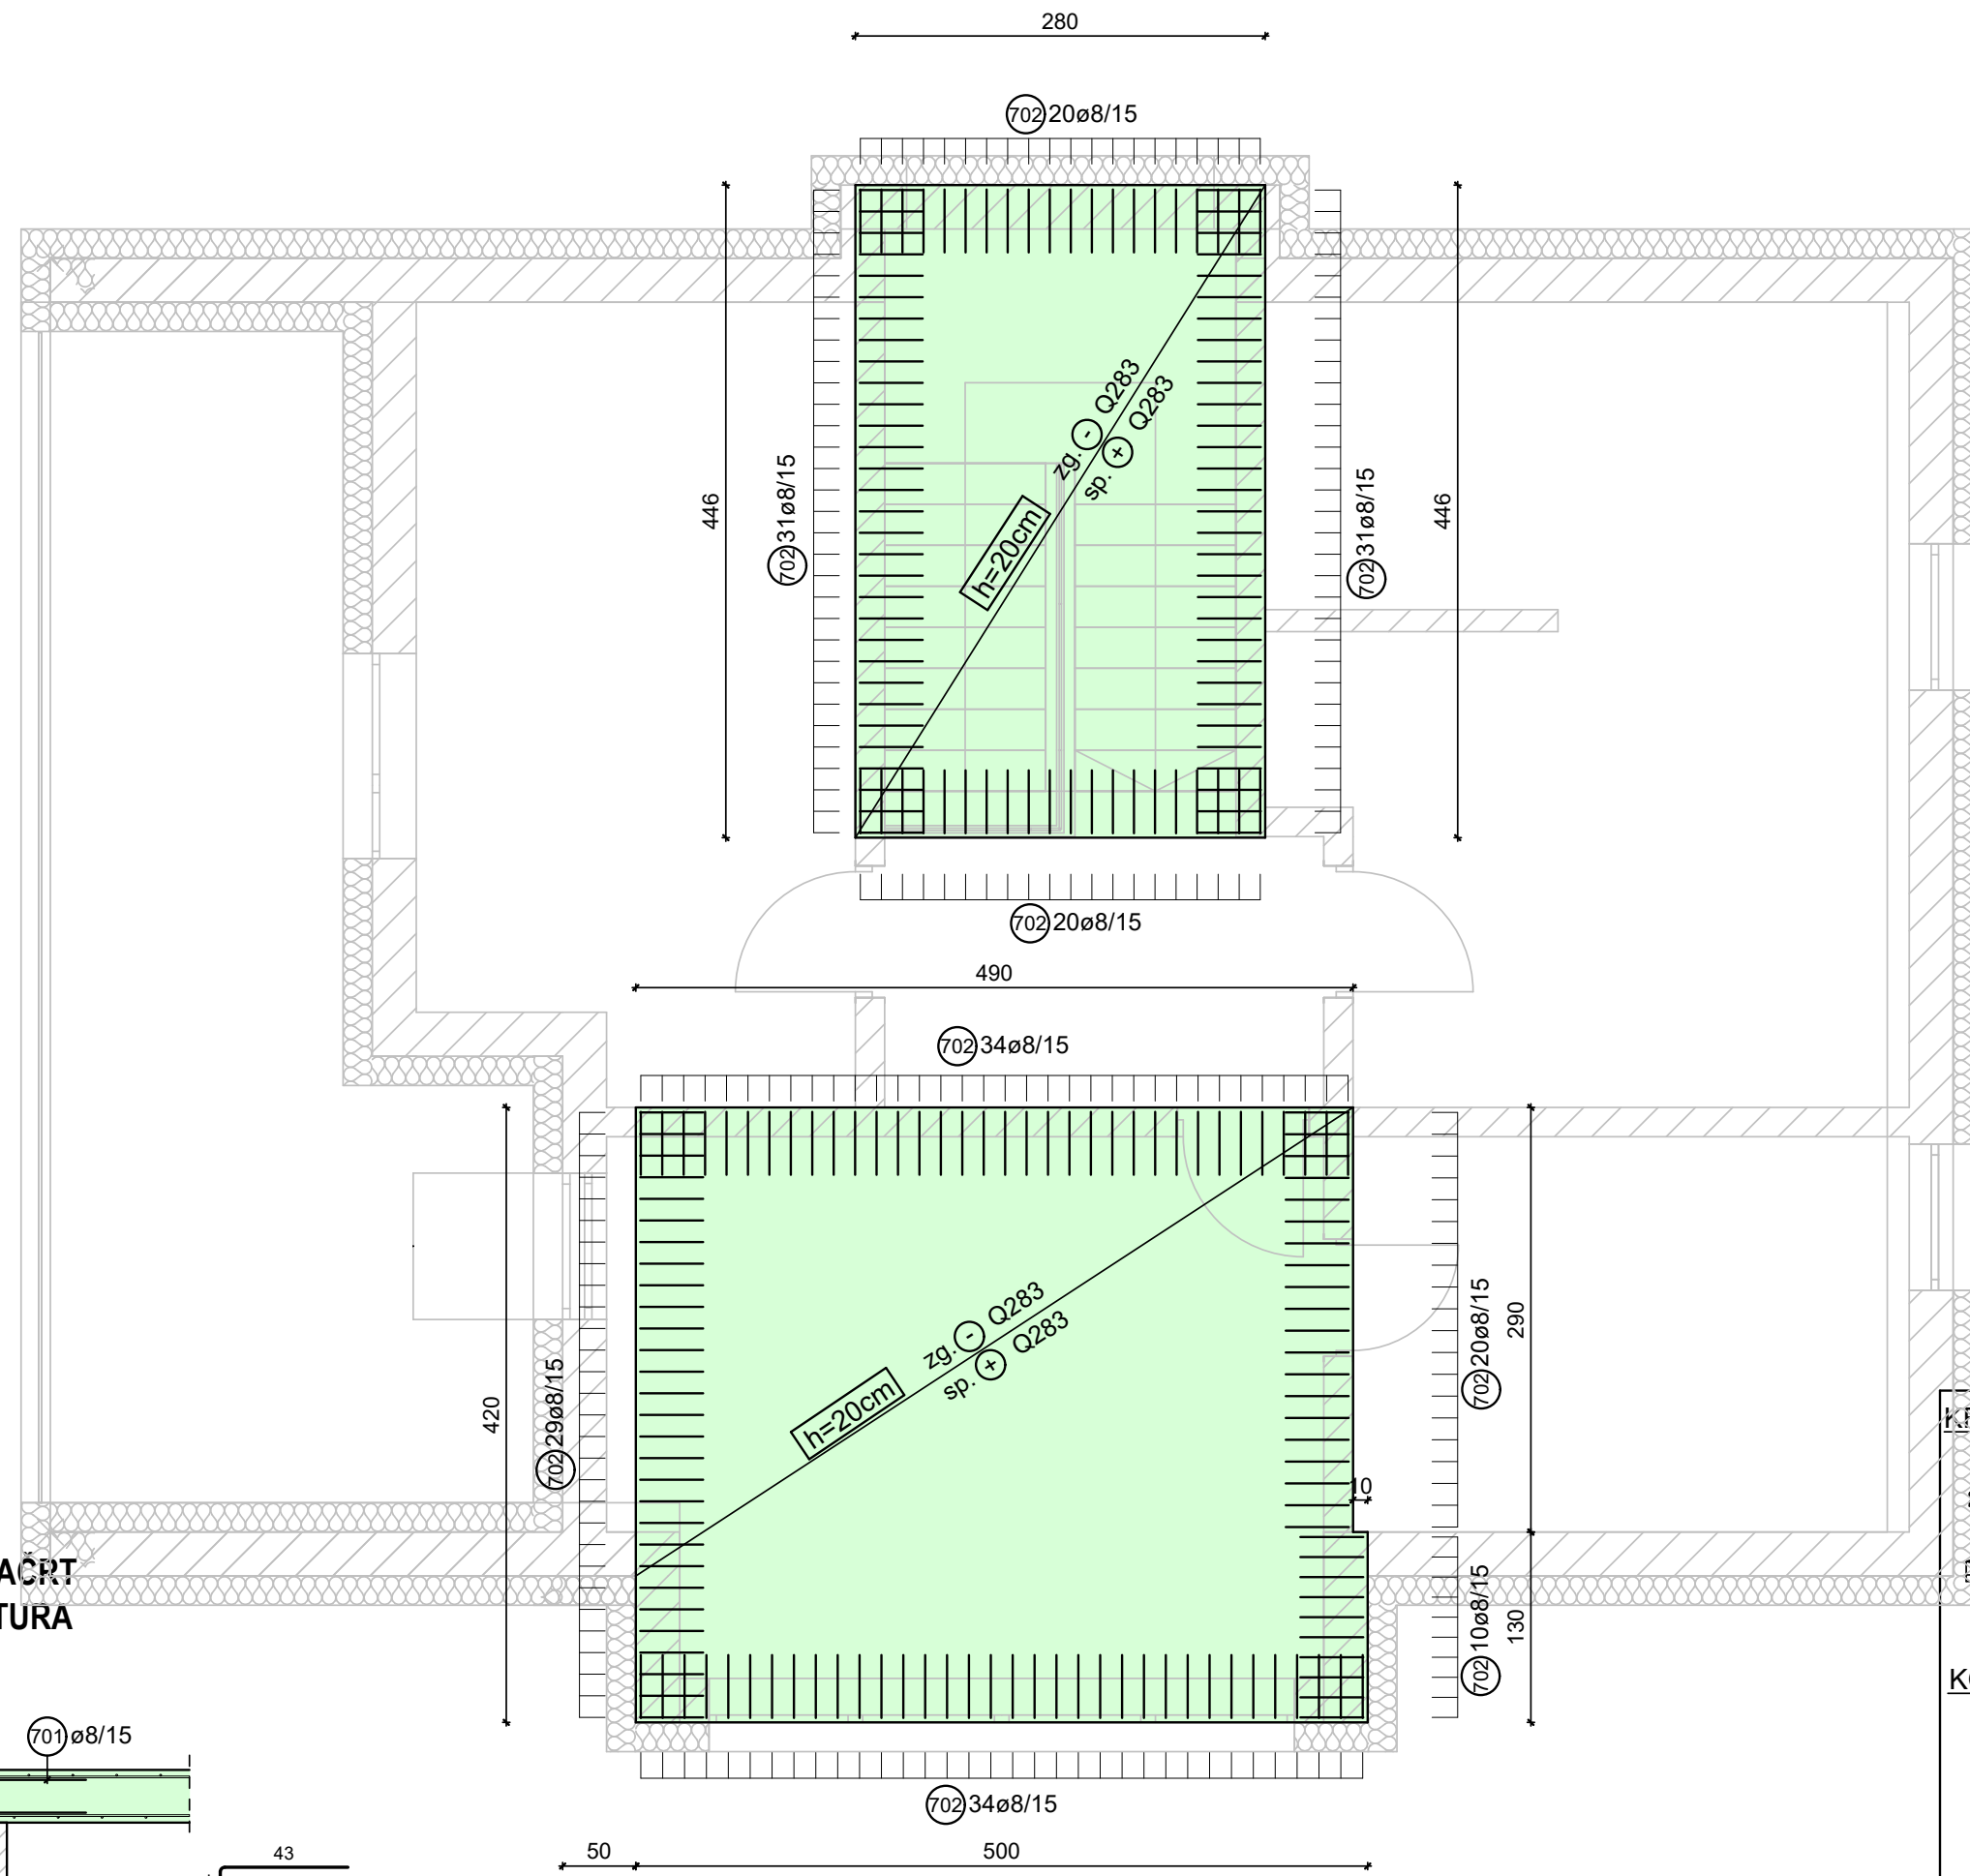 280
702 20ø8/15
446
702 31ø8/15
zg. - Q283
sp. + Q283
h=20cm
702 31ø8/15
446
702 20ø8/15
490
702 34ø8/15
420
702 29ø8/15
zg. - Q283
sp. + Q283
h=20cm
702 20ø8/15
290
10
702 10ø8/15
130
AČRT
TURA
702 34ø8/15
701 ø8/15
43
50
500